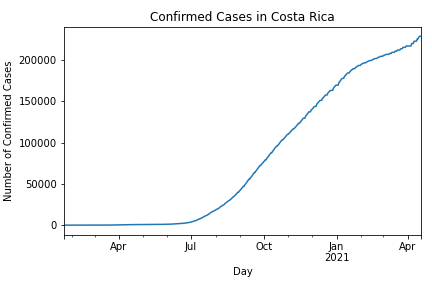 Confirmed Cases in Costa Rica
Number of Confirmed Cases
200000
150000
100000
50000
0
Apr Jul Oct Jan Apr
2021
Day